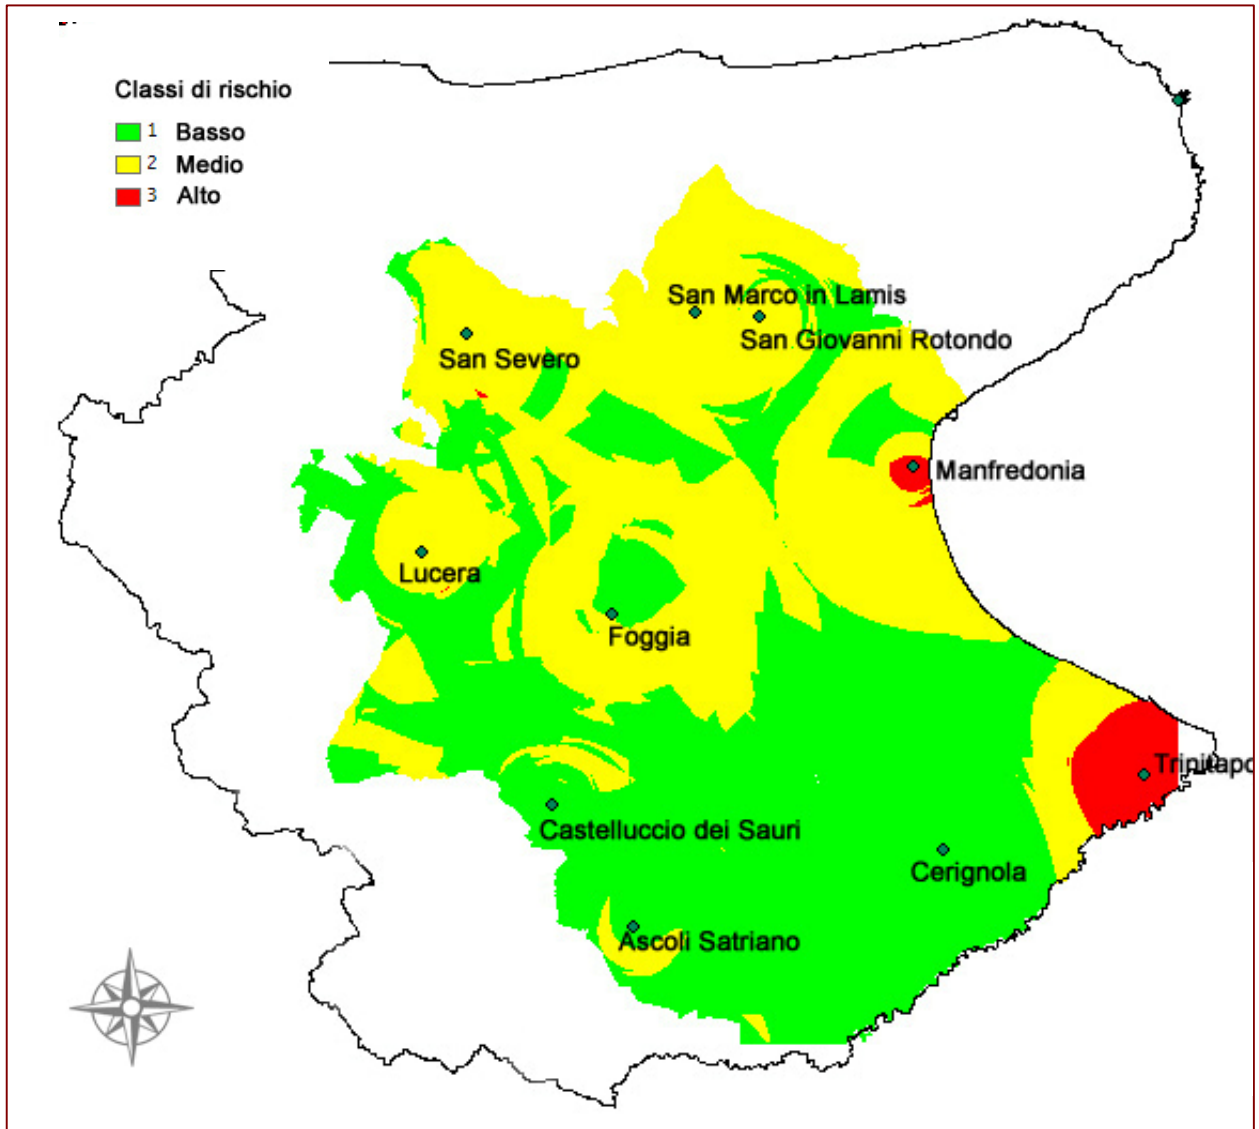 Classi di rischio
1 Basso
2 Medio
3 Alto
San Marco in Lamis
San Giovanni Rotondo
San Severo
Manfredonia
Lucera
Foggia
Trinitapo
Castelluccio dei Sauri
Cerignola
Ascoli Satriano